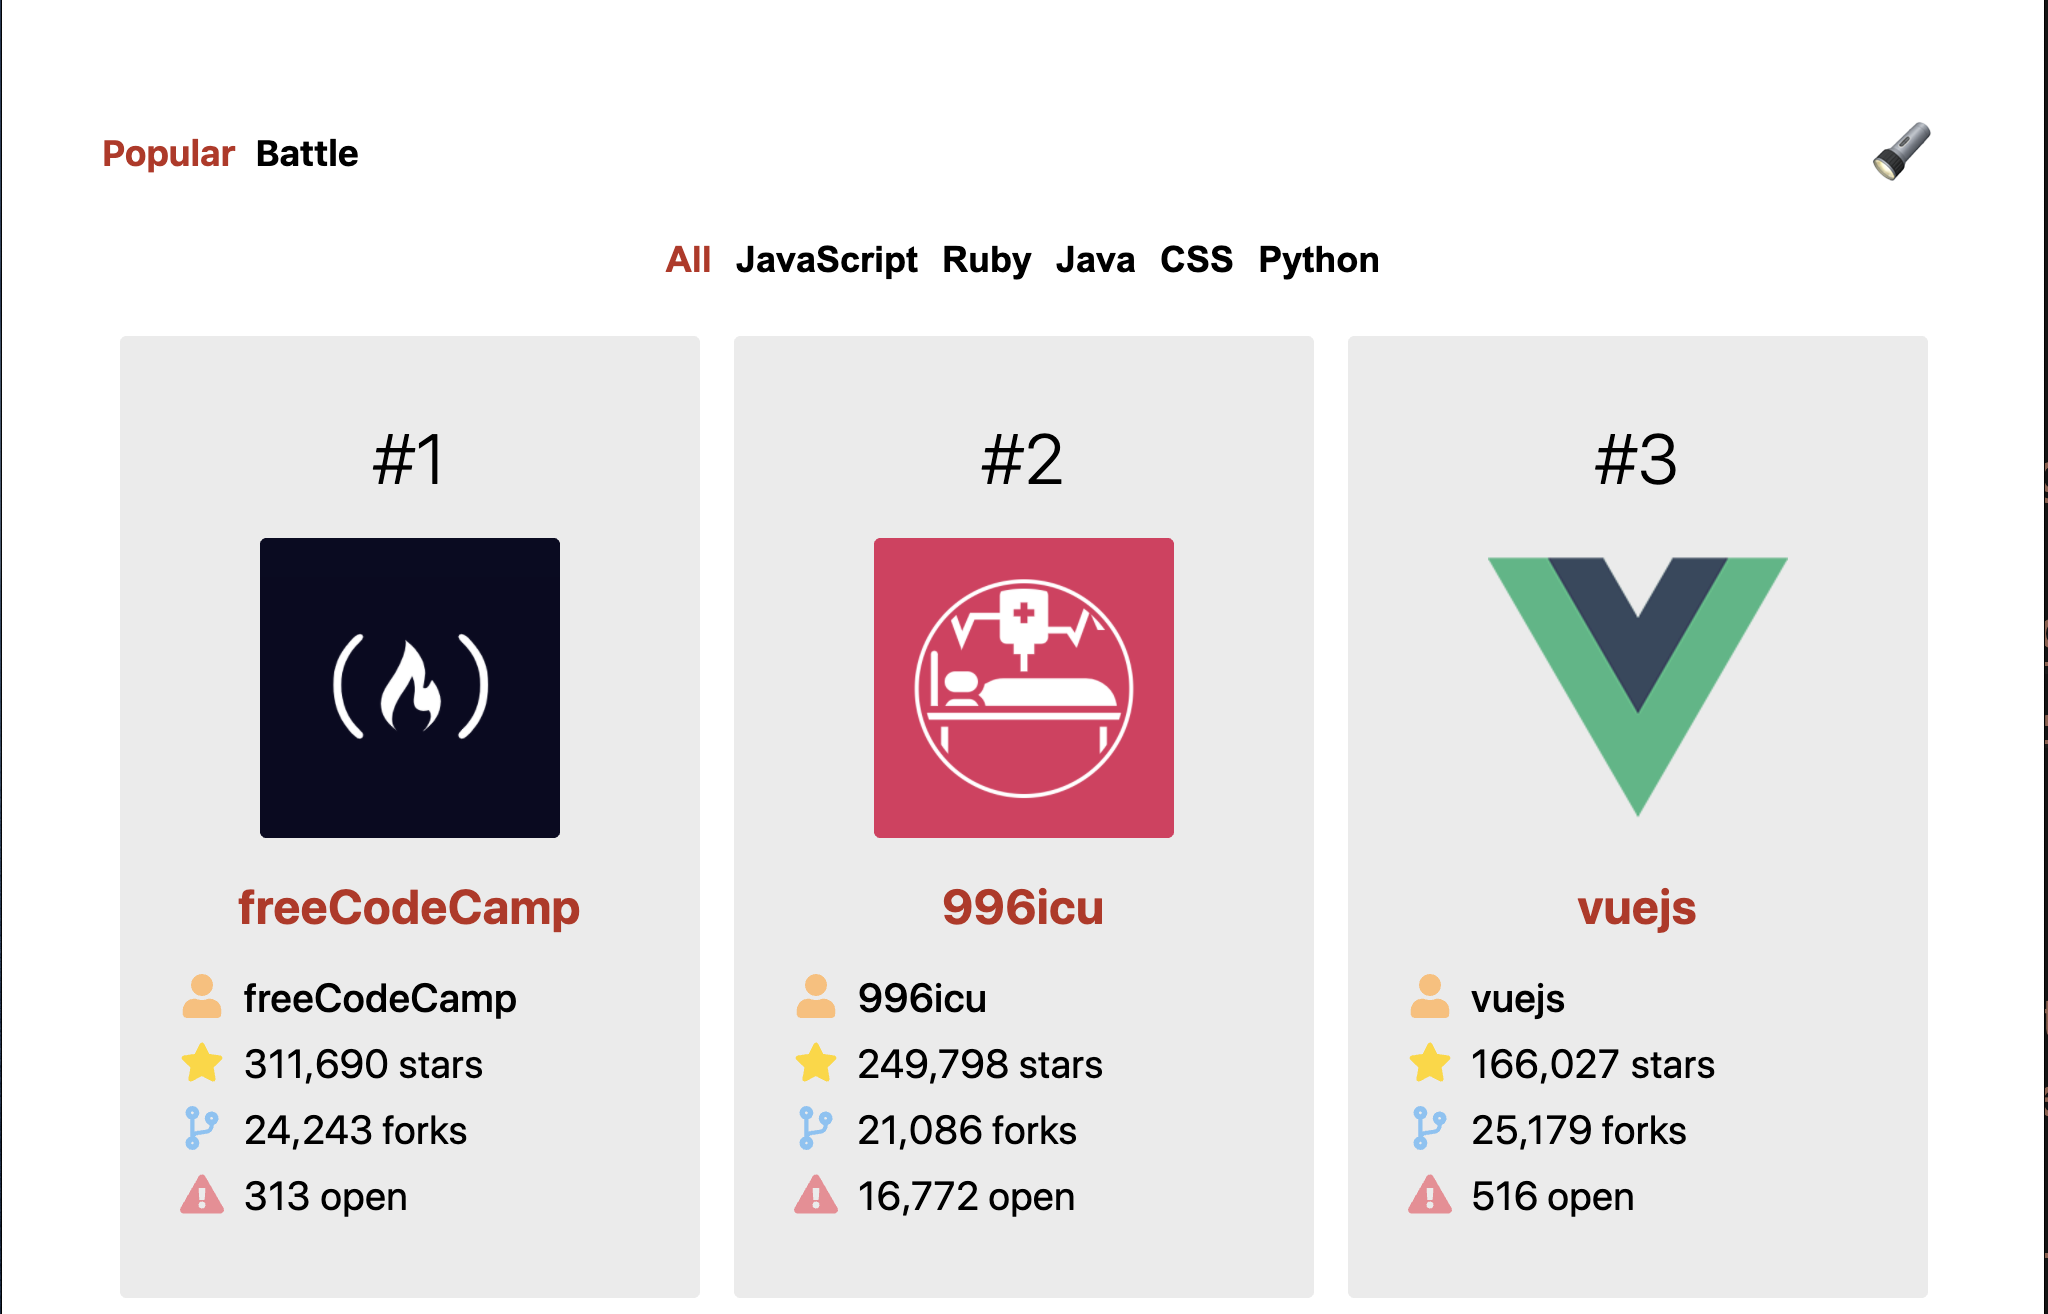 Popular Battle
All JavaScript Ruby Java CSS Python
#1
freeCodeCamp
freeCodeCamp
311,690 stars
24,243 forks
313 open
#2
996icu
996icu
249,798 stars
21,086 forks
16,772 open
#3
vuejs
vuejs
166,027 stars
25,179 forks
516 open